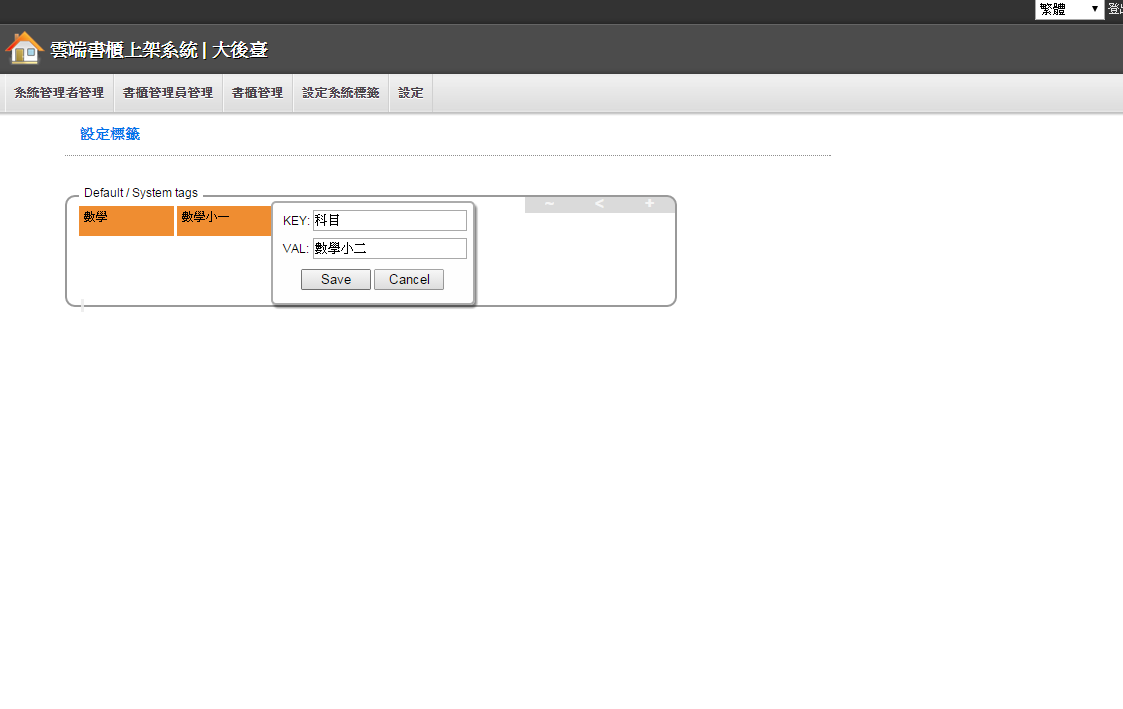 繁體 ▼ 登出
雲端書櫃上架系統 | 大後臺
系統管理者管理 書櫃管理員管理 書櫃管理 設定系統標籤 設定
設定標籤
Default / System tags
~ < +
數學 數學小一
KEY: 科目
VAL: 數學小二
Save Cancel